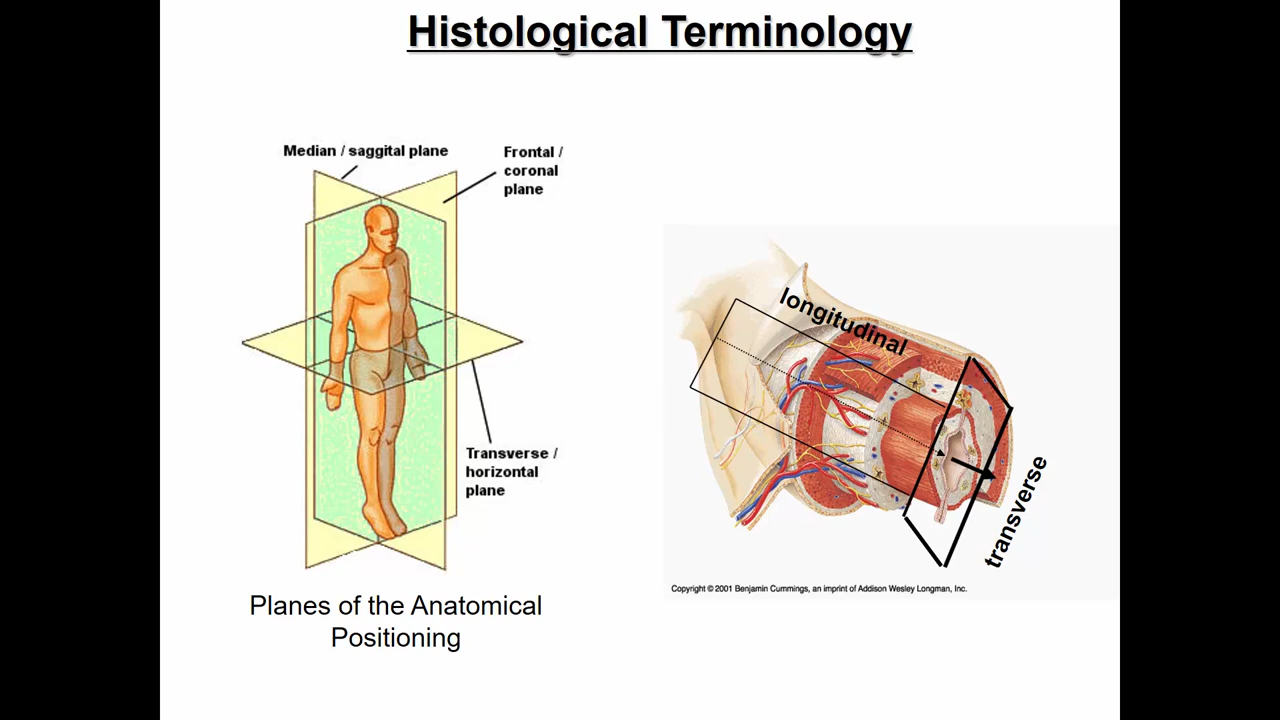 Histological Terminology
Median / saggital plane
Frontal /
coronal
plane
Transverse /
horizontal
plane
Planes of the Anatomical
Positioning
longitudinal
transverse
Copyright © 2001 Benjamin Cummings, an imprint of Addison Wesley Longman, Inc.